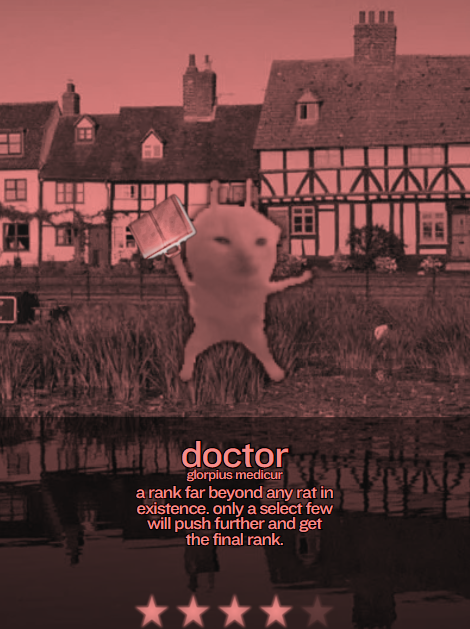 doctor
glorpius medicur
a rank far beyond any rat in
existence. only a select few
will push further and get
the final rank.